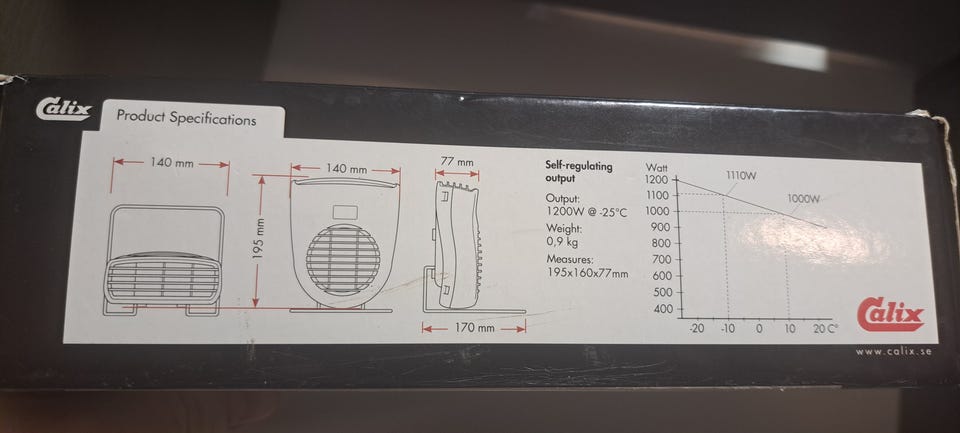 Calix
Product Specifications
140 mm
140 mm
195 mm
77 mm
170 mm
Self-regulating
output
Output:
1200W @ -25°C
Weight:
0,9 kg
Measures:
195x160x77mm
Watt
1200
1100
1000
900
800
700
600
500
400
1110W
1000W
-20 -10 0 10 20 C°
Calix
www.calix.se